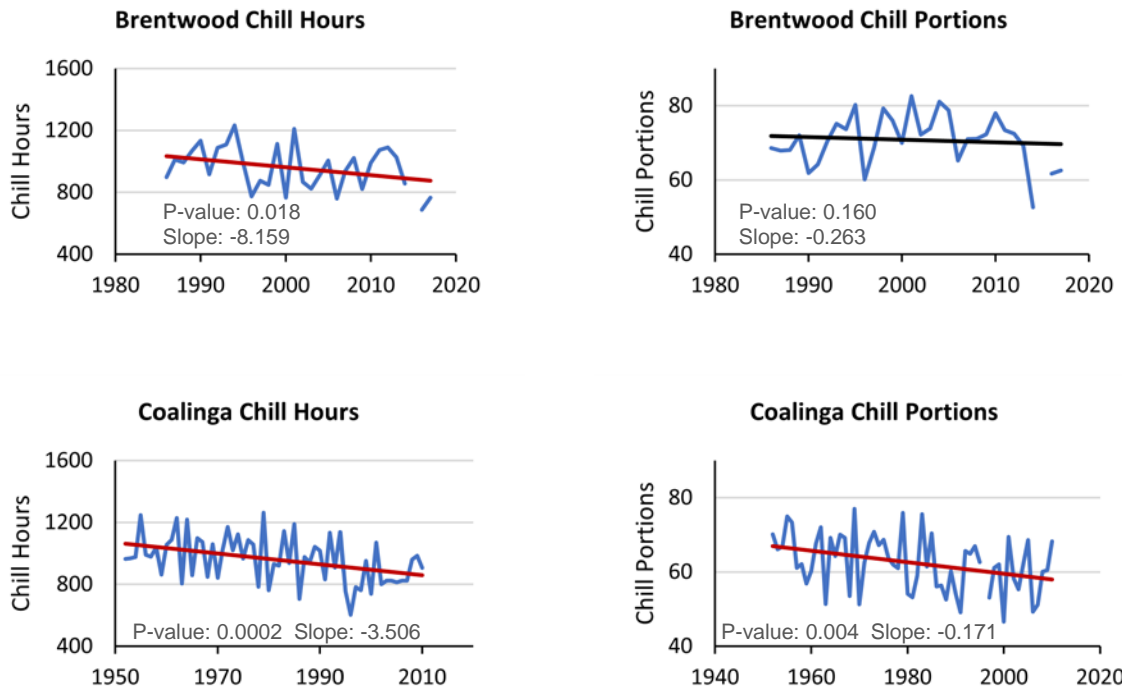 Brentwood Chill Hours
Chill Hours
1600
1200
800
400
P-value: 0.018
Slope: -8.159
1980 1990 2000 2010 2020
Brentwood Chill Portions
Chill Portions
80
60
40
P-value: 0.160
Slope: -0.263
1980 1990 2000 2010 2020
Coalinga Chill Hours
Chill Hours
1600
1200
800
400
P-value: 0.0002 Slope: -3.506
1950 1970 1990 2010
Coalinga Chill Portions
Chill Portions
80
60
40
P-value: 0.004 Slope: -0.171
1940 1960 1980 2000 2020